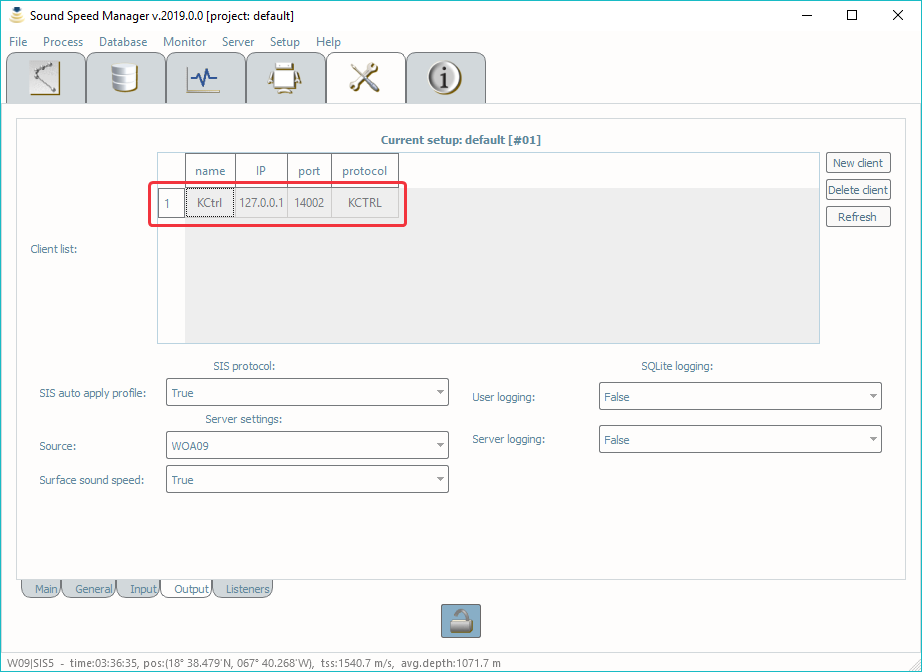 Sound Speed Manager v.2019.0.0 [project: default]
File Process Database Monitor Server Setup Help
Current setup: default [#01]
name IP port protocol
1 KCtrl 127.0.0.1 14002 KCTRL
New client
Delete client
Refresh
Client list:
SIS protocol:
SIS auto apply profile: True
Server settings:
Source: WOA09
Surface sound speed: True
SQLite logging:
User logging: False
Server logging: False
Main General Input Output Listeners
W09|SIS5 - time:03:36:35, pos:(18° 38.479'N, 067° 40.268'W), tss:1540.7 m/s, avg.depth:1071.7 m